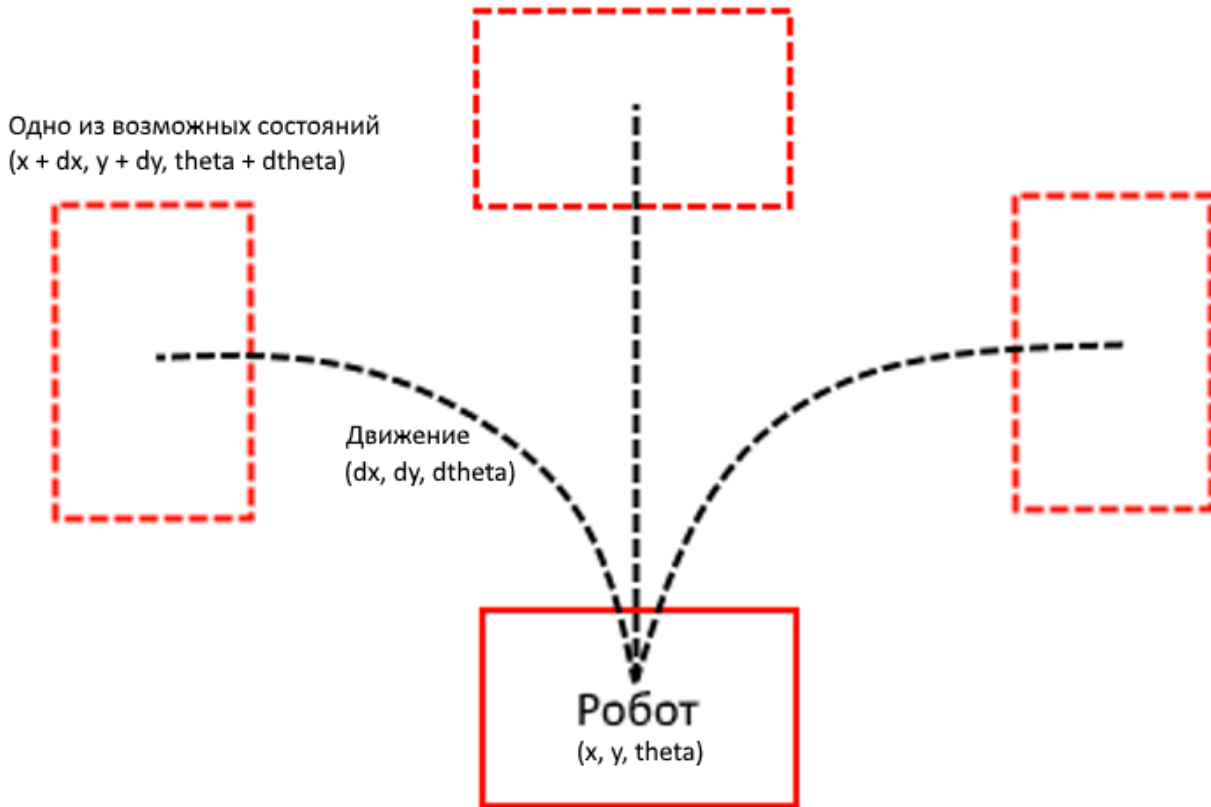 Одно из возможных состояний
(x + dx, y + dy, theta + dtheta)
Движение
(dx, dy, dtheta)
Робот
(x, y, theta)